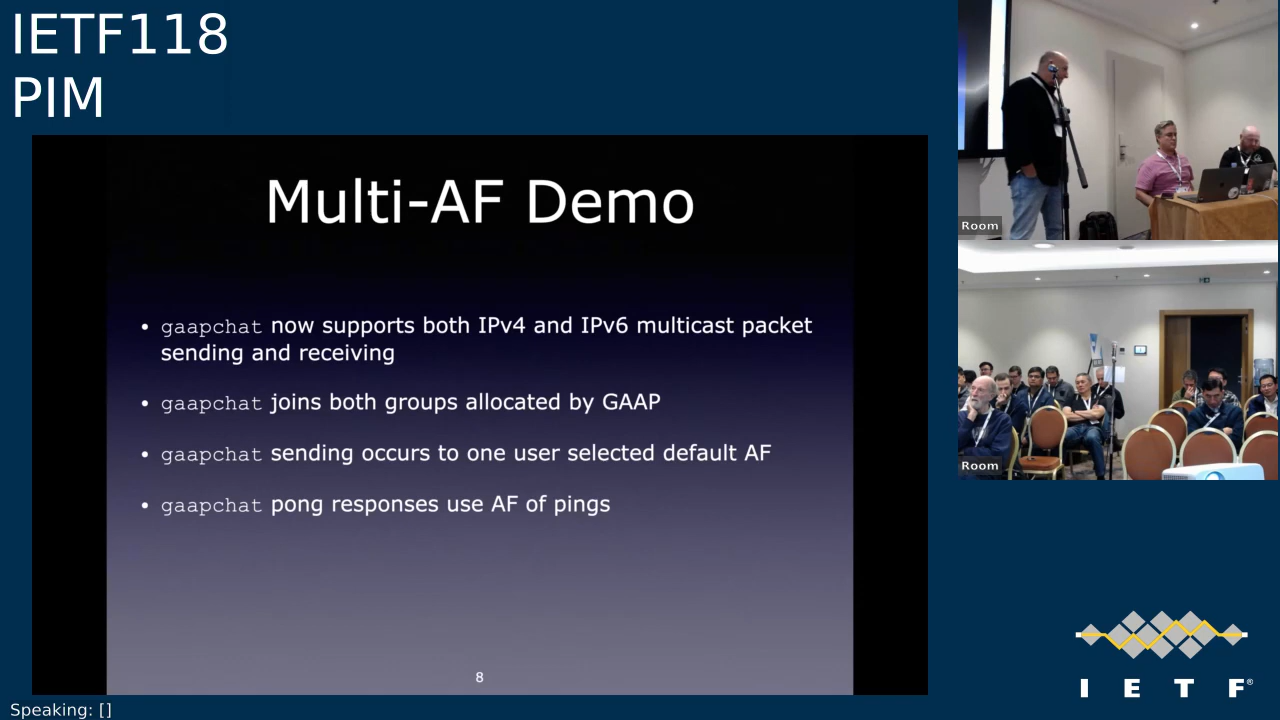 IETF118
PIM
Multi-AF Demo
• gaapchat now supports both IPv4 and IPv6 multicast packet
sending and receiving
• gaapchat joins both groups allocated by GAAP
• gaapchat sending occurs to one user selected default AF
• gaapchat pong responses use AF of pings
8
Room
Room
I E T F®
Speaking: []